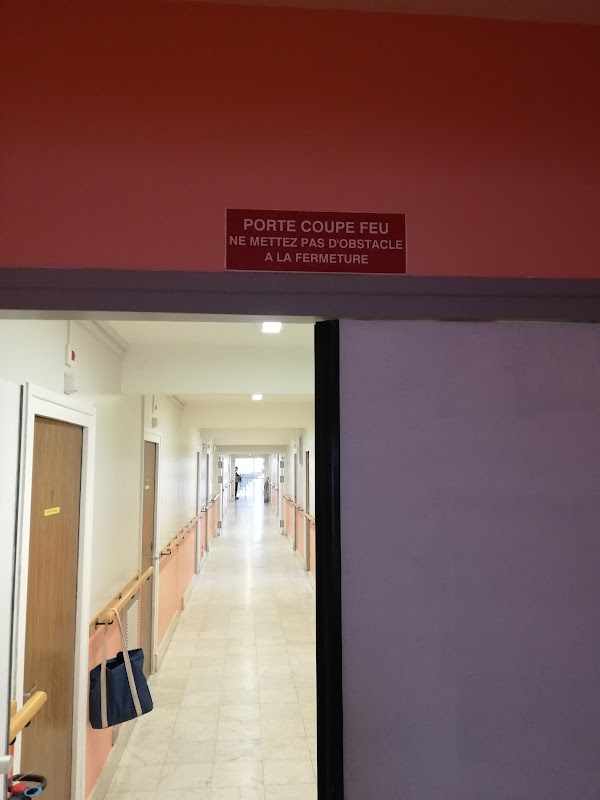 PORTE COUPE FEU
NE METTEZ PAS D'OBSTACLE
A LA FERMETURE